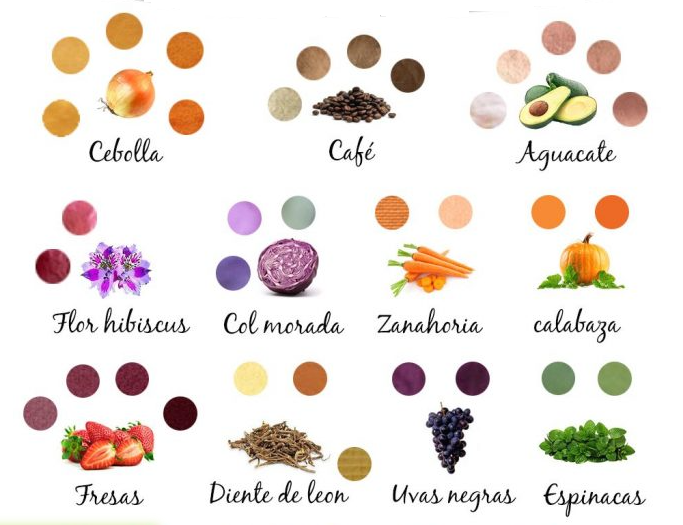 Cebolla
Café
Aguacate
Flor hibiscus
Col morada
Zanahoria
calabaza
Fresas
Diente de leon
Uvas negras
Espinacas